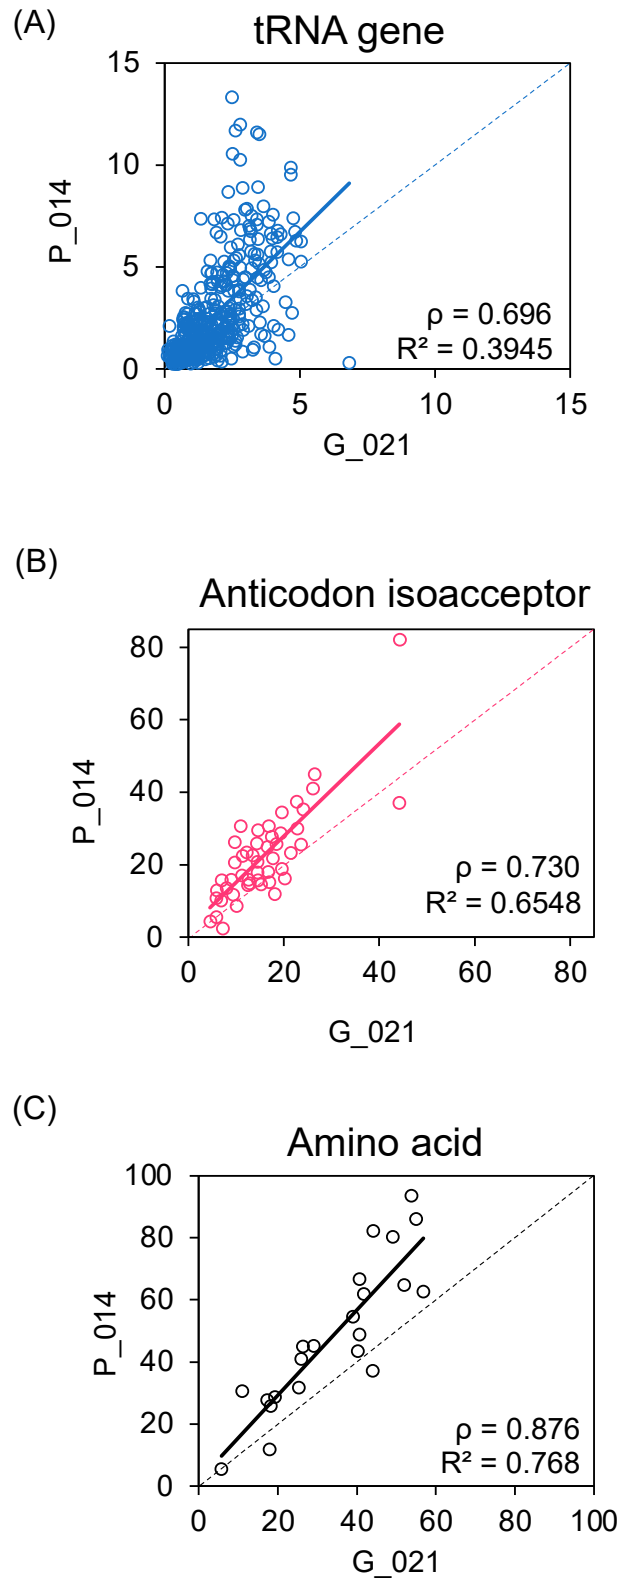 (A)
tRNA gene
15
10
5
0
P_014
ρ = 0.696
R² = 0.3945
0 5 10 15
G_021
(B)
Anticodon isoacceptor
80
60
40
20
0
P_014
ρ = 0.730
R² = 0.6548
0 20 40 60 80
G_021
(C)
Amino acid
100
80
60
40
20
0
P_014
ρ = 0.876
R² = 0.768
0 20 40 60 80 100
G_021